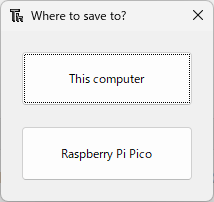 Where to save to?
This computer
Raspberry Pi Pico